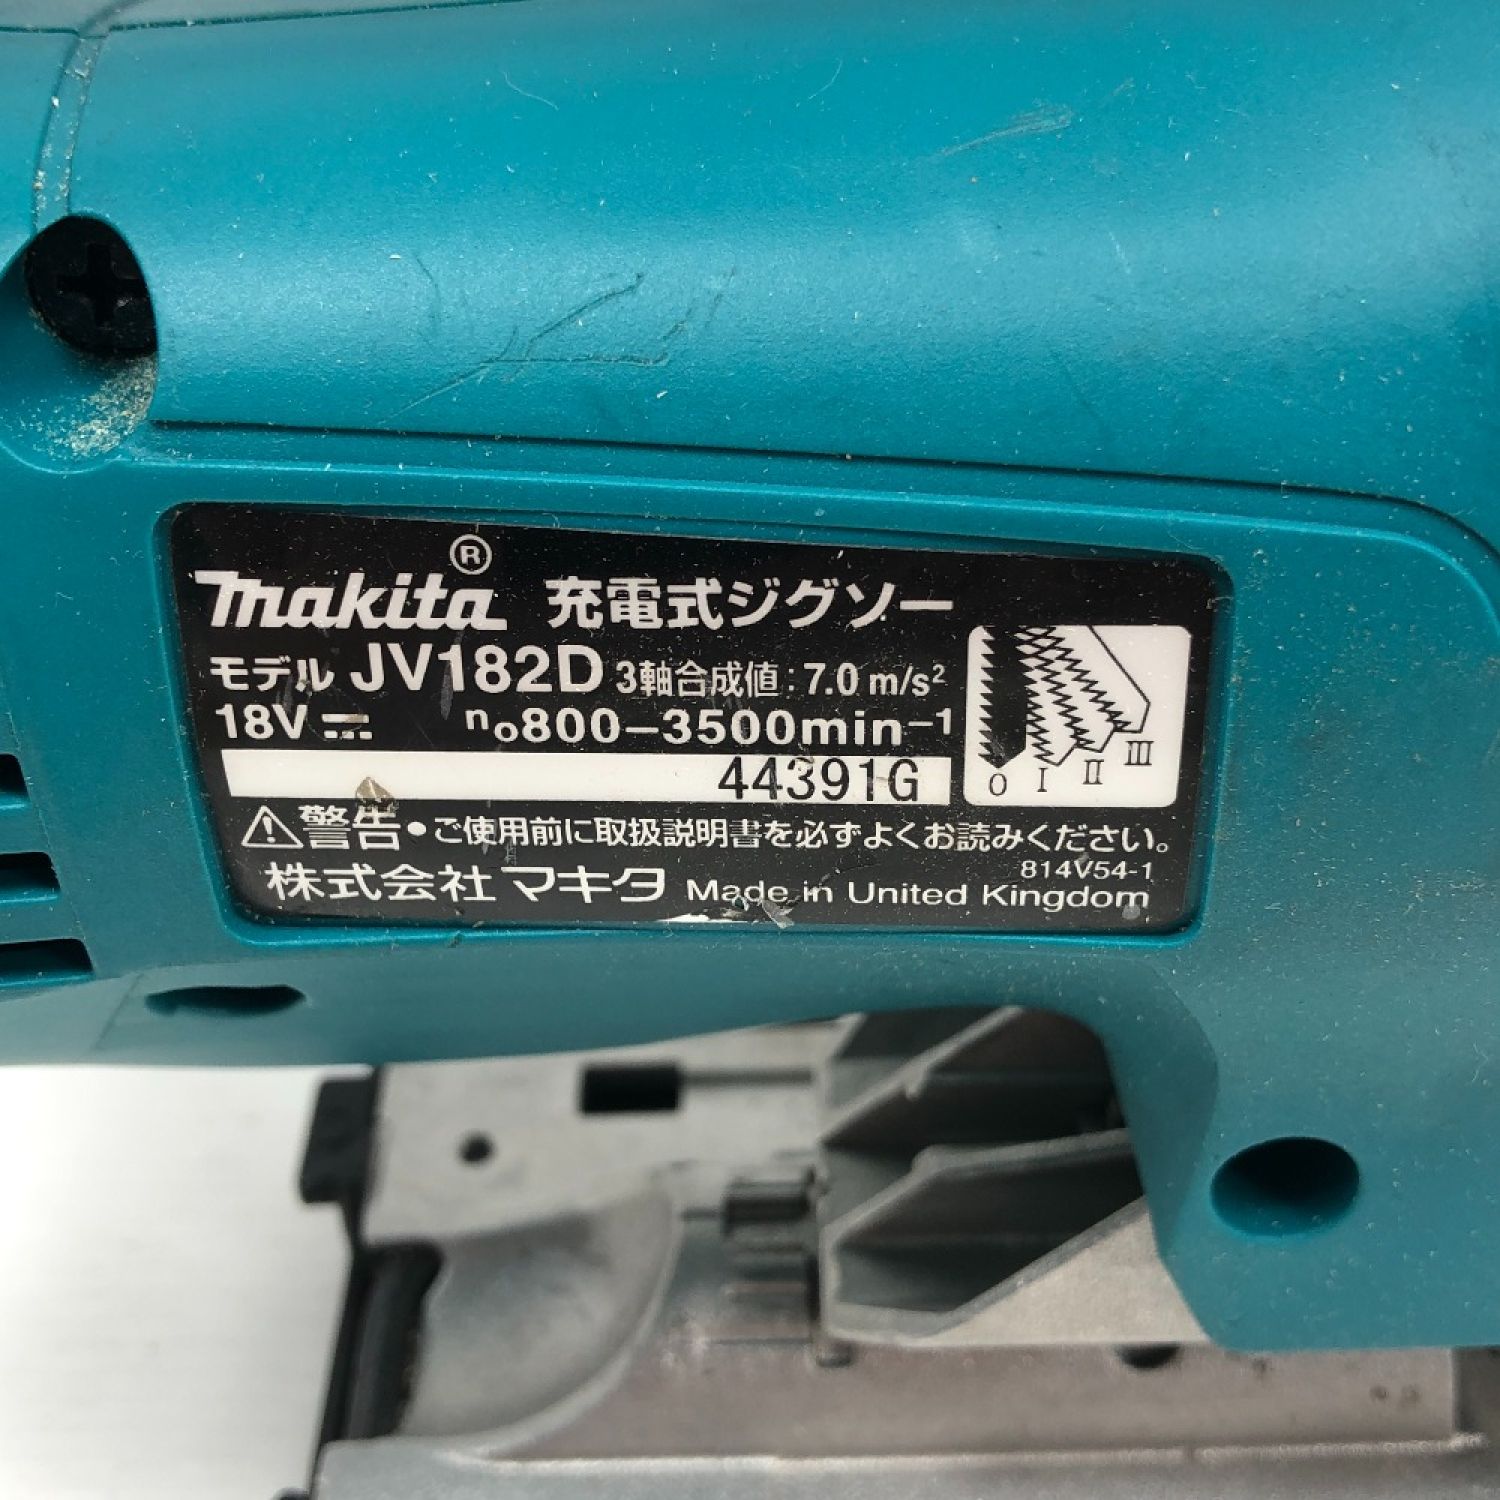 makita® 充電式ジグソー
モデル JV182D 3軸合成値:7.0 m/s²
18V⎓ no800−3500min−1
44391G
0 I II III
⚠警告・ご使用前に取扱説明書を必ずよくお読みください。
814V54-1
株式会社マキタ Made in United Kingdom